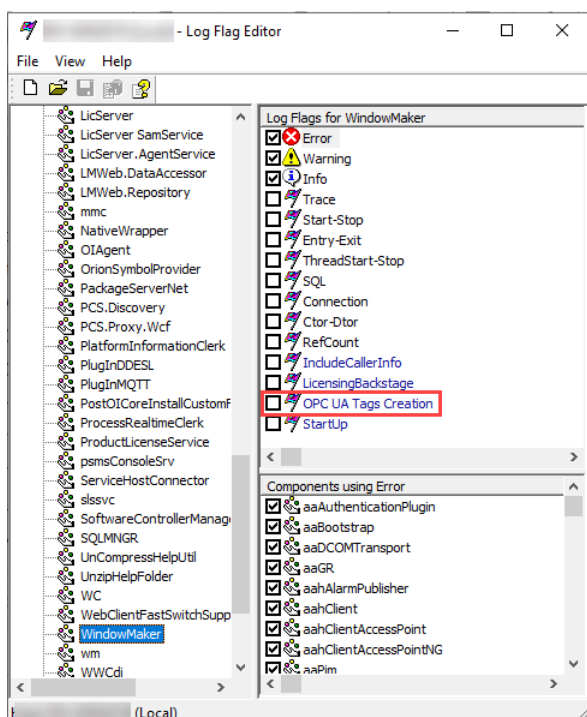 - Log Flag Editor
File View Help
LicServer
LicServer SamService
LicServer.AgentService
LMWeb.DataAccessor
LMWeb.Repository
mmc
NativeWrapper
OIAgent
OrionSymbolProvider
PackageServerNet
PCS.Discovery
PCS.Proxy.Wcf
PlatformInformationClerk
PlugInDDESL
PlugInMQTT
PostOICoreInstallCustomF
ProcessRealtimeClerk
ProductLicenseService
psmsConsoleSrv
ServiceHostConnector
slssvc
SoftwareControllerManag
SQLMNGR
UnCompressHelpUtil
UnzipHelpFolder
WC
WebClientFastSwitchSupp
WindowMaker
wm
WWCdi
Log Flags for WindowMaker
Error
Warning
Info
Trace
Start-Stop
Entry-Exit
ThreadStart-Stop
SQL
Connection
Ctor-Dtor
RefCount
IncludeCallerInfo
LicensingBackstage
OPC UA Tags Creation
StartUp
Components using Error
aaAuthenticationPlugin
aaBootstrap
aaDCOMTransport
aaGR
aahAlarmPublisher
aahClient
aahClientAccessPoint
aahClientAccessPointNG
aaPim
(Local)